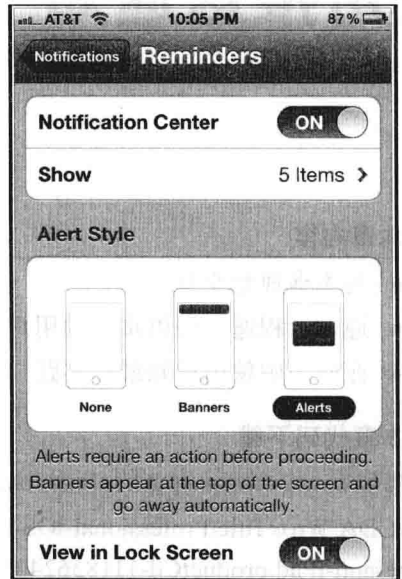 AT&T 10:05 PM 87%
Notifications Reminders
Notification Center ON
Show 5 Items >
Alert Style
None Banners Alerts
Alerts require an action before proceeding.
Banners appear at the top of the screen and
go away automatically.
View in Lock Screen ON